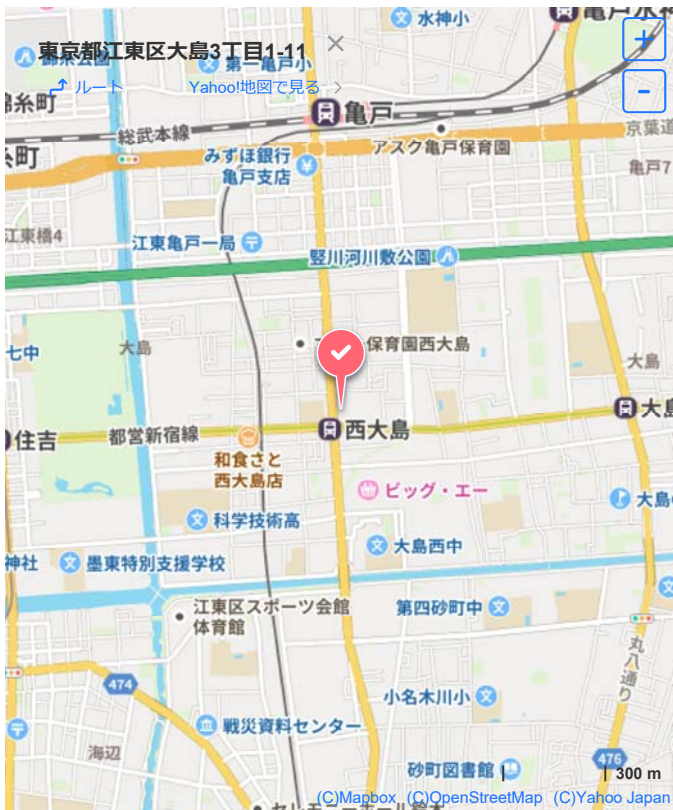 水神小
亀戸水神
東京都江東区大島3丁目1-11
第一亀戸小
ルート
Yahoo!地図で見る
錦糸町
亀戸
総武本線
京葉道
糸町
みずほ銀行
亀戸支店
アスク亀戸保育園
亀戸7
江東橋4
江東亀戸一局
竪川河川敷公園
七中
大島
保育園西大島
大島
大島
住吉
都営新宿線
西大島
和食さと
西大島店
ビッグ・エー
大島
科学技術高
大島西中
神社
墨東特別支援学校
江東区スポーツ会館
体育館
第四砂町中
丸八通り
474
小名木川小
戦災資料センター
海辺
砂町図書館
476
300 m
(C)Mapbox (C)OpenStreetMap (C)Yahoo Japan